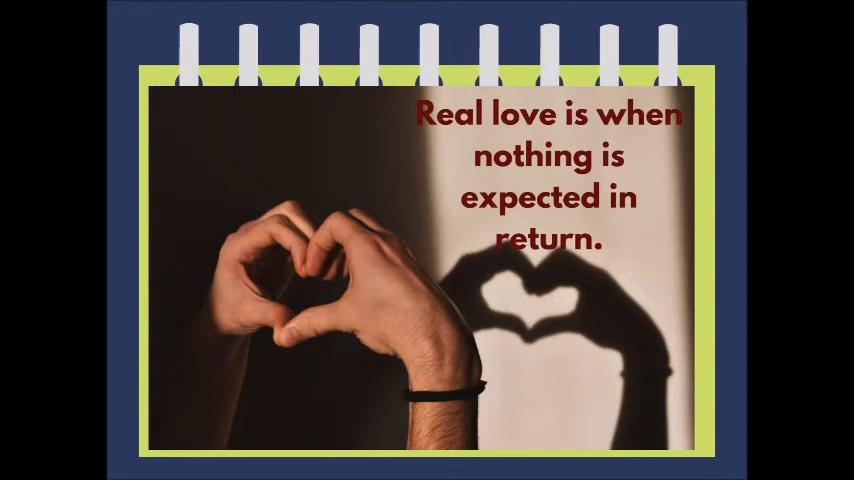 Real love is when
nothing is
expected in
return.